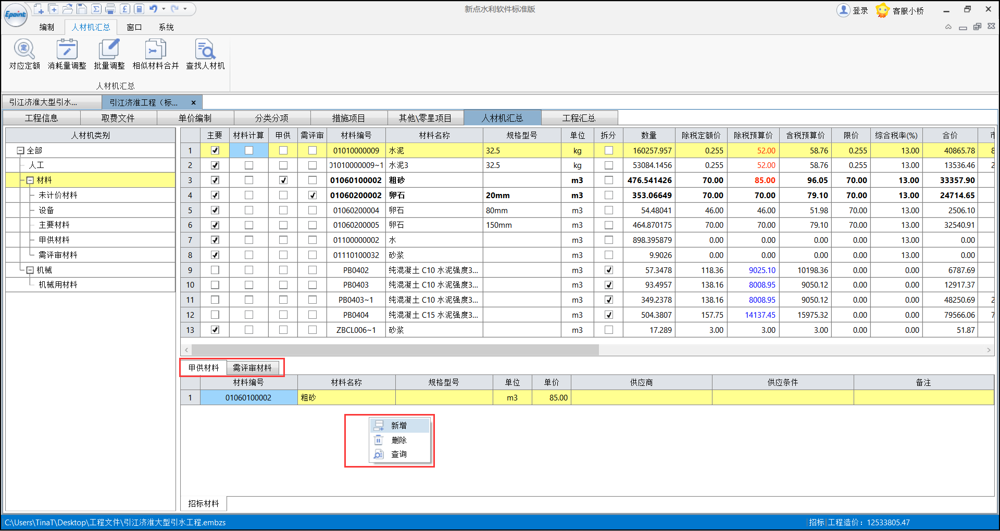 Epoint
新点水利软件标准版
登录 客服小桥
编制 人材机汇总 窗口 系统
对应定额 消耗量调整 批量调整 相似材料合并 查找人材机
人材机汇总
引江济淮大型引水... 引江济淮工程（标... x
工程信息 取费文件 单价编制 分类分项 措施项目 其他\零星项目 人材机汇总 工程汇总
人材机类别
全部
人工
材料
未计价材料
设备
主要材料
甲供材料
需评审材料
机械
机械用材料
主要 材料计算 甲供 需评审 材料编号 材料名称 规格型号 单位 拆分 数量 除税定额价 除税预算价 含税预算价 限价 综合税率(%) 合价
1 01010000009 水泥 32.5 kg 160257.957 0.255 52.00 58.76 0.255 13.00 40865.78
2 01010000009~1 水泥3 32.5 kg 53084.1456 0.255 52.00 58.76 0.255 13.00 13536.46
3 01060100002 粗砂 m3 476.541426 70.00 85.00 96.05 70.00 13.00 33357.90
4 01060200002 卵石 20mm m3 353.06649 70.00 70.00 79.10 70.00 13.00 24714.65
5 01060200004 卵石 80mm m3 54.48041 46.00 46.00 51.98 70.00 13.00 2506.10
6 01060200005 卵石 150mm m3 464.870175 70.00 70.00 79.10 70.00 13.00 32540.91
7 01100000002 水 m3 898.395879 0.00 0.00 0.00 0.00 13.00 0.00
8 01110100032 砂浆 m3 9.9026 0.00 0.00 0.00 0.00 13.00 0.00
9 PB0402 纯混凝土 C10 水泥强度3... m3 57.3478 118.36 9025.10 10198.36 0.00 0.00 6787.69
10 PB0403 纯混凝土 C10 水泥强度3... m3 93.4957 138.16 8008.95 9050.12 0.00 0.00 12917.37
11 PB0403~1 纯混凝土 C10 水泥强度3... m3 349.2378 138.16 8008.95 9050.12 0.00 0.00 48250.69
12 PB0404 纯混凝土 C15 水泥强度3... m3 504.3807 157.75 14137.45 15975.32 0.00 0.00 79566.06
13 ZBCL006~1 砂浆 m3 17.289 3.00 3.00 3.00 0.00 0.00 51.87
甲供材料 需评审材料
材料编号 材料名称 规格型号 单位 单价 供应商 供应条件 备注
1 01060100002 粗砂 m3 85.00
新增
删除
查询
招标材料
C:\Users\TinaT\Desktop\工程文件\引江济淮大型引水工程.embzs
招标 工程造价：12533805.47